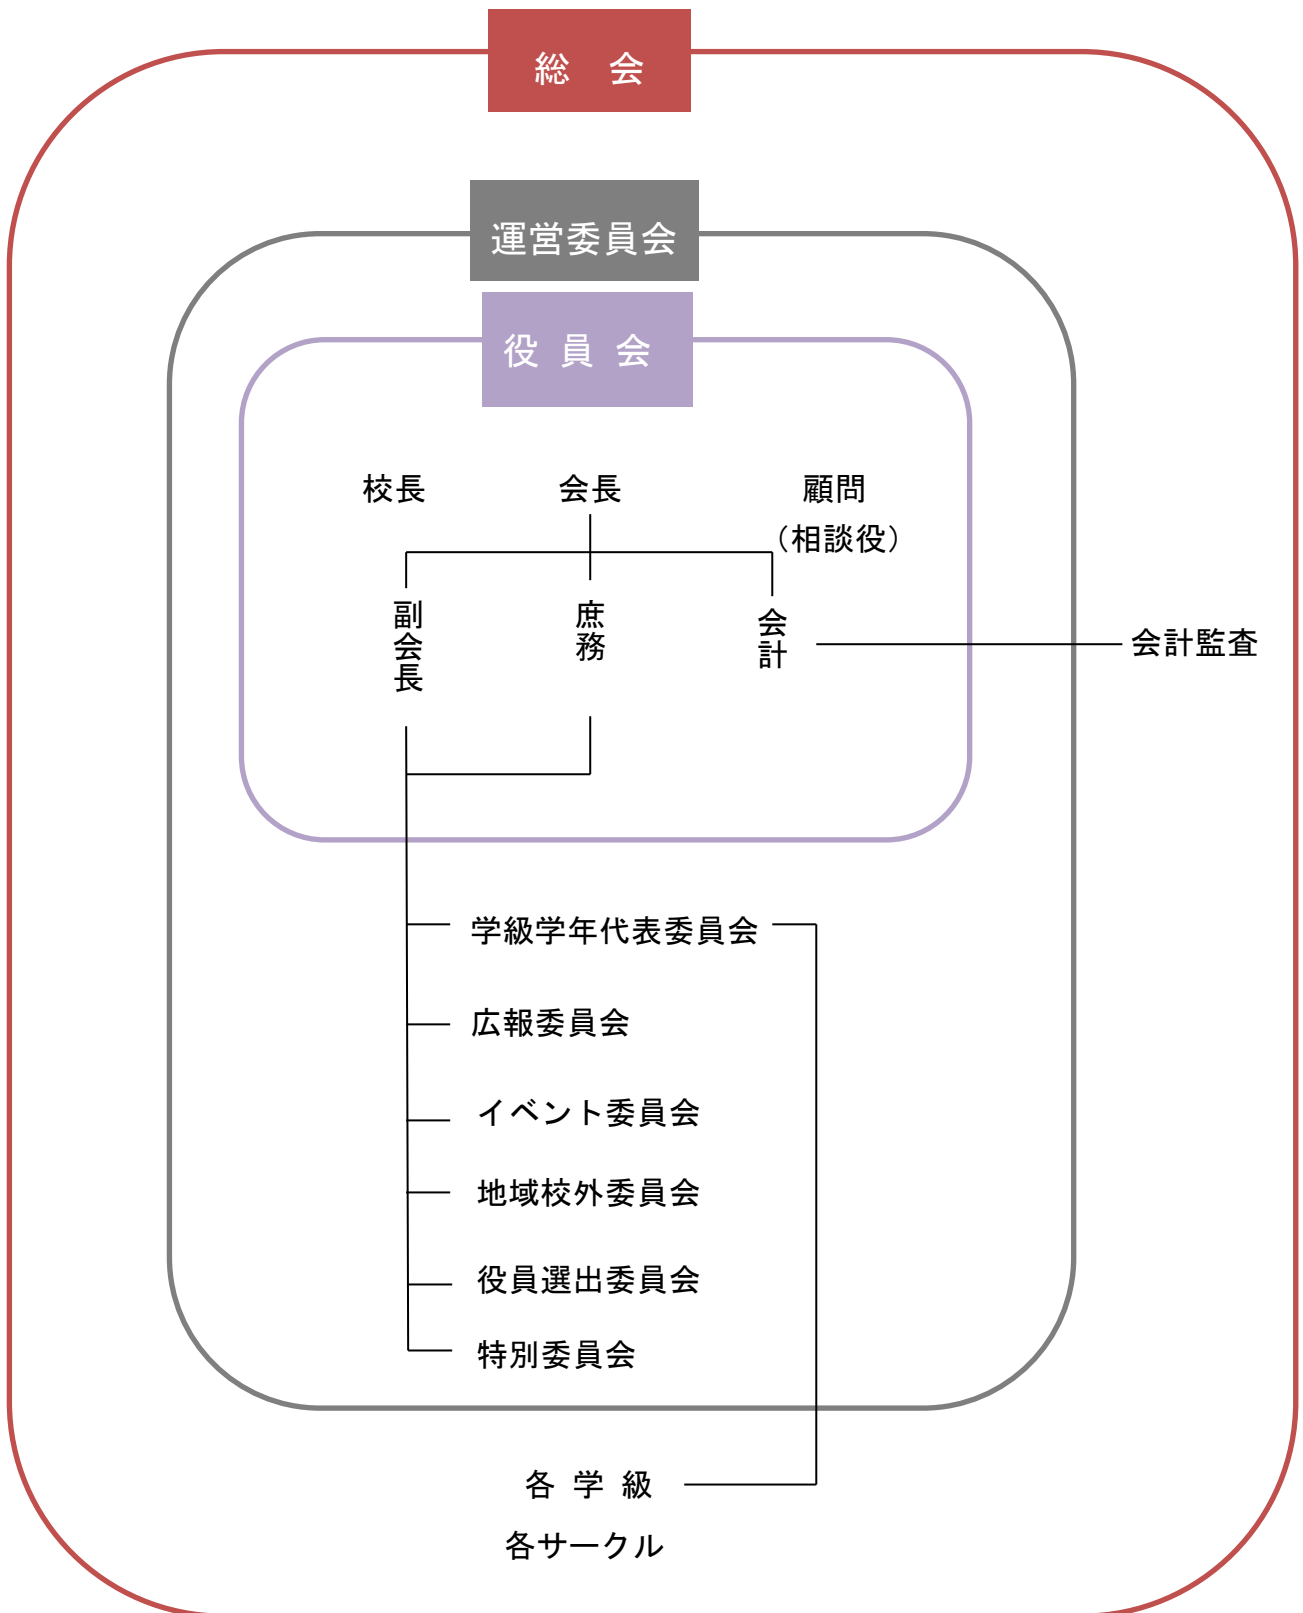 総　会
運営委員会
役 員 会
校長
会長
顧問
（相談役）
副会長
庶務
会計
会計監査
学級学年代表委員会
広報委員会
イベント委員会
地域校外委員会
役員選出委員会
特別委員会
各 学 級
各サークル